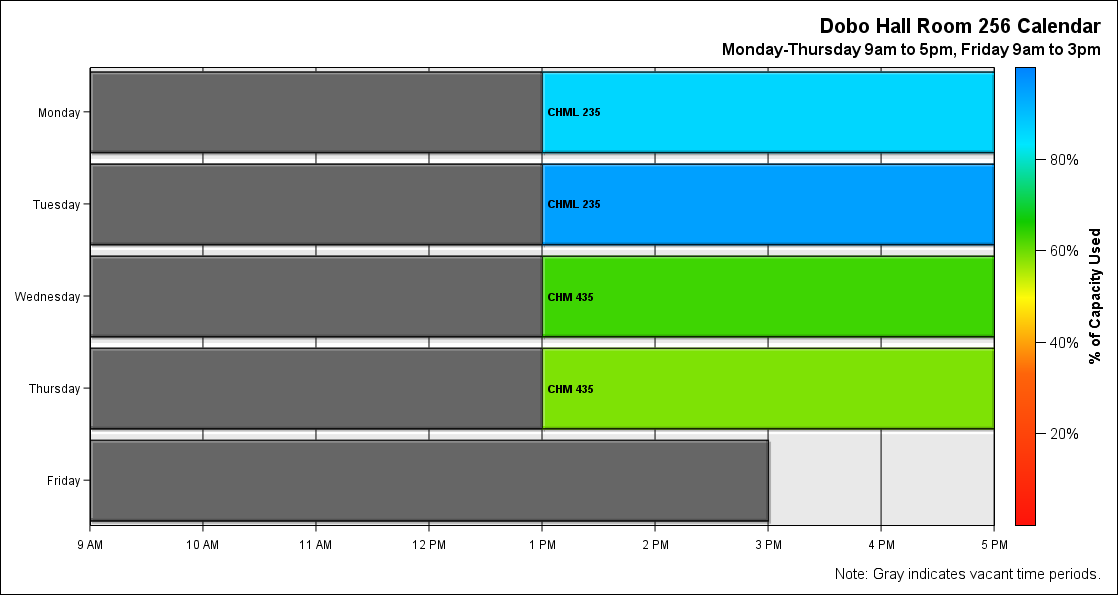 Dobo Hall Room 256 Calendar
Monday-Thursday 9am to 5pm, Friday 9am to 3pm
Monday
CHML 235
Tuesday
CHML 235
Wednesday
CHM 435
Thursday
CHM 435
Friday
9 AM 10 AM 11 AM 12 PM 1 PM 2 PM 3 PM 4 PM 5 PM
80%
60%
40%
20%
% of Capacity Used
Note: Gray indicates vacant time periods.